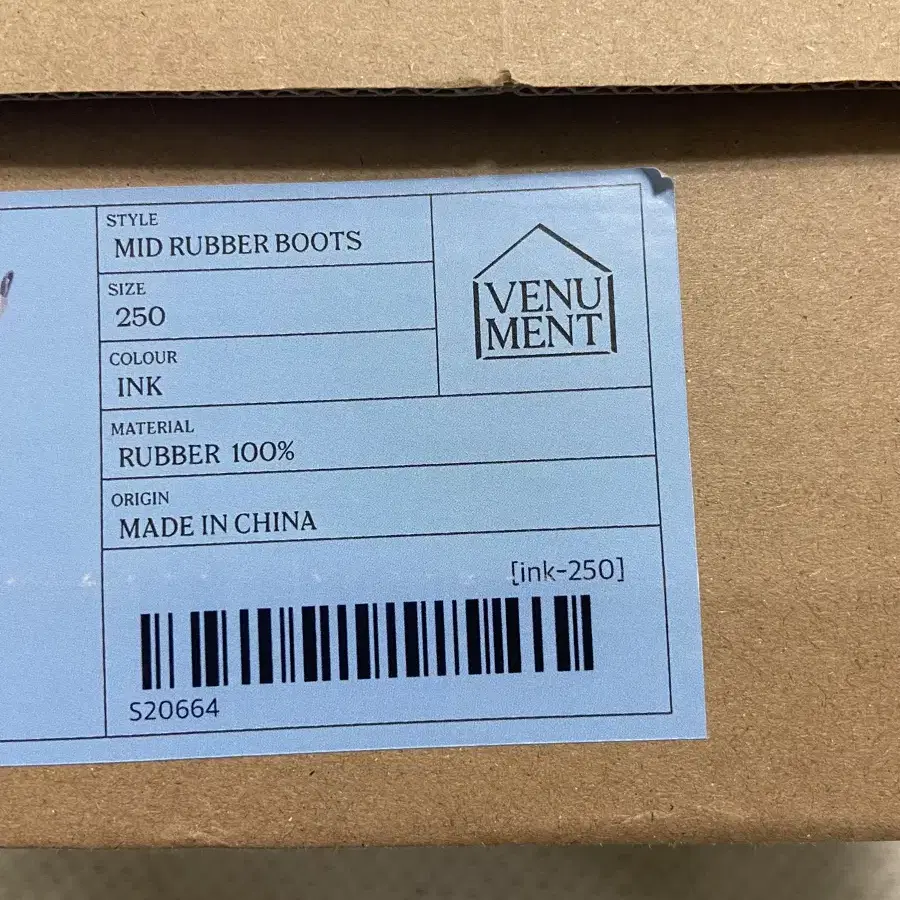 STYLE
MID RUBBER BOOTS
SIZE
250
COLOUR
INK
MATERIAL
RUBBER 100%
ORIGIN
MADE IN CHINA
VENU
MENT
[ink-250]
S20664